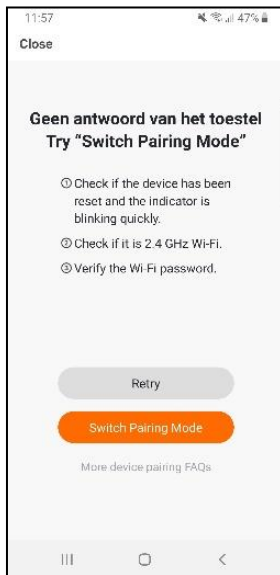 11:57
47%
Close
Geen antwoord van het toestel
Try “Switch Pairing Mode”
① Check if the device has been
reset and the indicator is
blinking quickly.
② Check if it is 2.4 GHz Wi-Fi.
③ Verify the Wi-Fi password.
Retry
Switch Pairing Mode
More device pairing FAQs